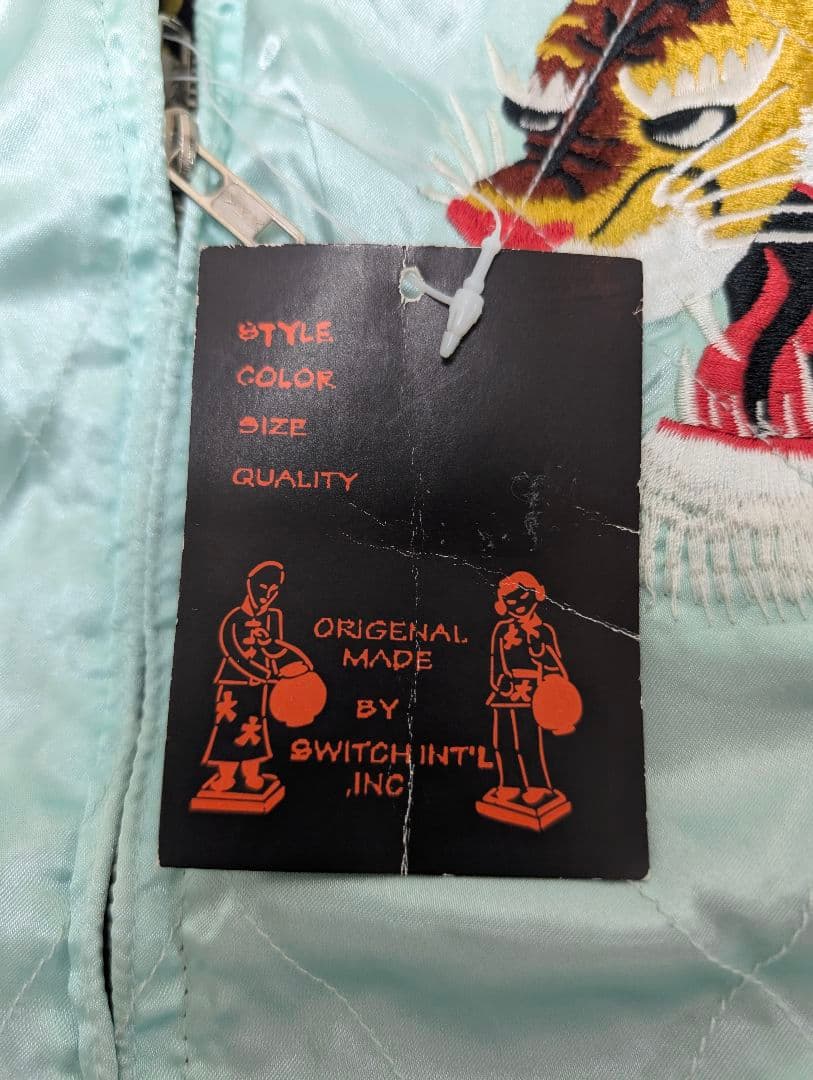 STYLE
COLOR
SIZE
QUALITY
ORIGENAL
MADE
BY
SWITCH INT'L
,INC